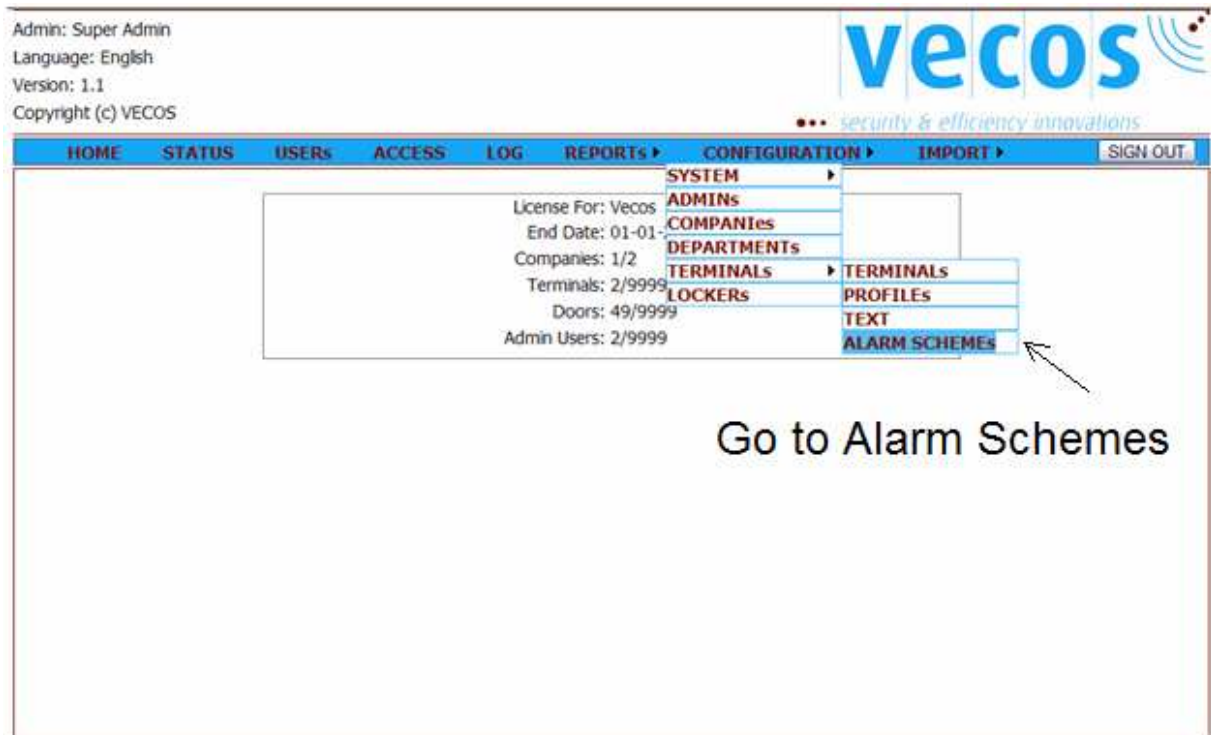 Admin: Super Admin
Language: English
Version: 1.1
Copyright (c) VECOS
vecos
security & efficiency innovations
HOME STATUS USERs ACCESS LOG REPORTs CONFIGURATION IMPORT SIGN OUT
SYSTEM
ADMINs
COMPANIes
DEPARTMENTs
TERMINALs
LOCKERs
TERMINALs
PROFILEs
TEXT
ALARM SCHEMEs
License For: Vecos
End Date: 01-01-
Companies: 1/2
Terminals: 2/9999
Doors: 49/9999
Admin Users: 2/9999
Go to Alarm Schemes